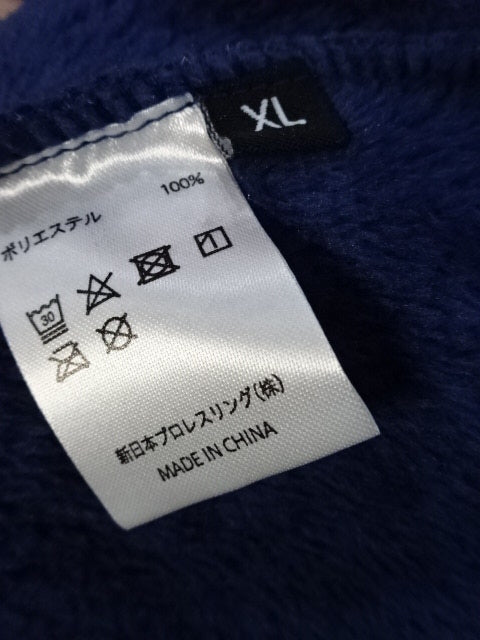 XL
ポリエステル 100%
30
新日本プロレスリング(株)
MADE IN CHINA